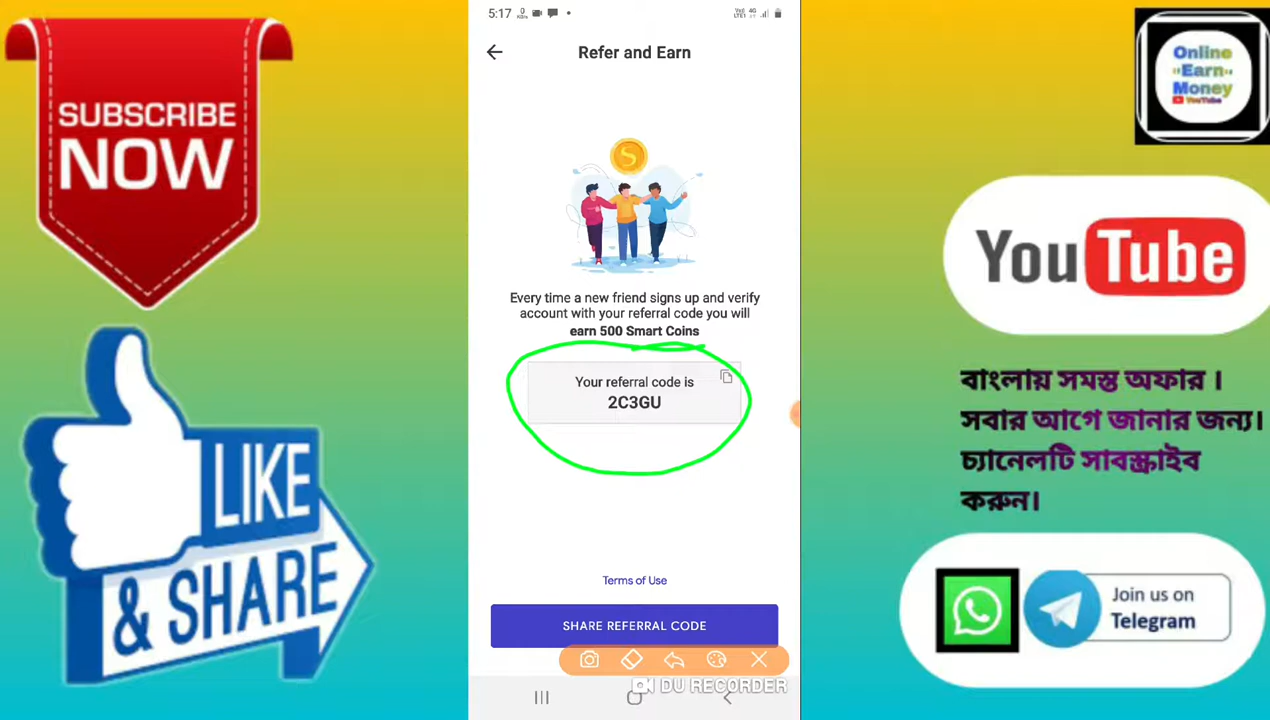 SUBSCRIBE
NOW
LIKE
& SHARE
5:17
Refer and Earn
Every time a new friend signs up and verify
account with your referral code you will
earn 500 Smart Coins
Your referral code is
2C3GU
Terms of Use
SHARE REFERRAL CODE
DU RECORDER
Online
Earn
Money
YouTube
YouTube
বাংলায় সমস্ত অফার ।
সবার আগে জানার জন্য।
চ্যানেলটি সাবস্ক্রাইব
করুন।
Join us on
Telegram